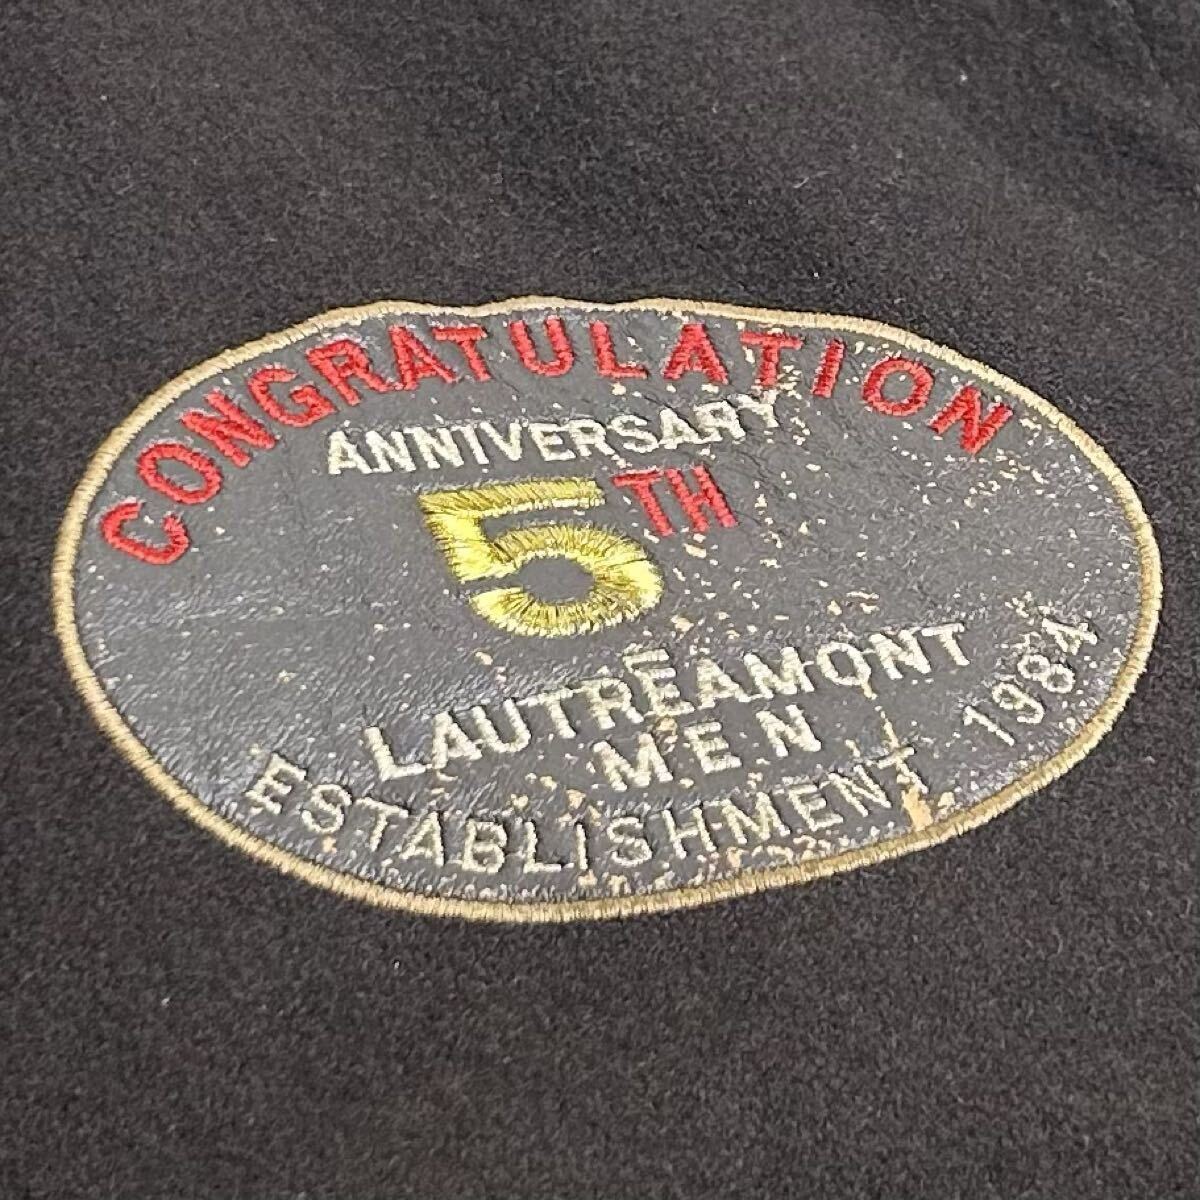 CONGRATULATION
ANNIVERSARY
5TH
LAUTRÉAMONT
MEN
ESTABLISHMENT 1984